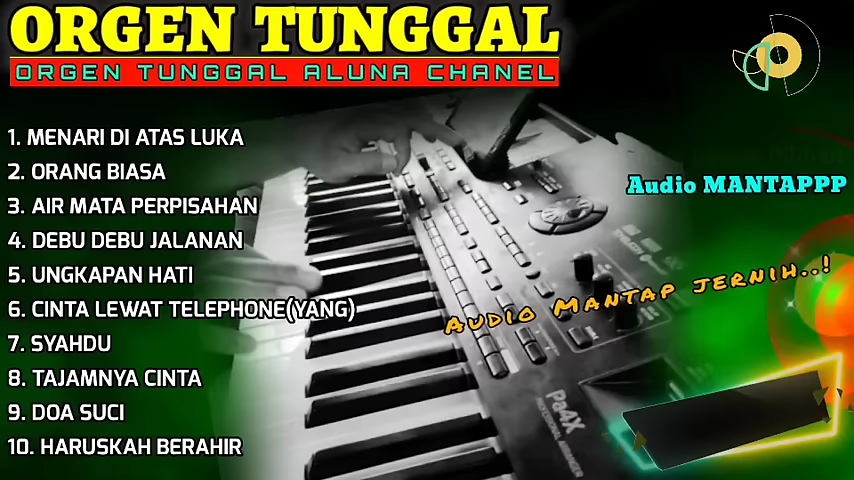 ORGEN TUNGGAL
ORGEN TUNGGAL ALUNA CHANEL
1. MENARI DI ATAS LUKA
2. ORANG BIASA
3. AIR MATA PERPISAHAN
4. DEBU DEBU JALANAN
5. UNGKAPAN HATI
6. CINTA LEWAT TELEPHONE(YANG)
7. SYAHDU
8. TAJAMNYA CINTA
9. DOA SUCI
10. HARUSKAH BERAHIR
Audio MANTAPPP
AUDIO MANTAP JERNIH..!
Pa4X
PROFESSIONAL ARRANGER